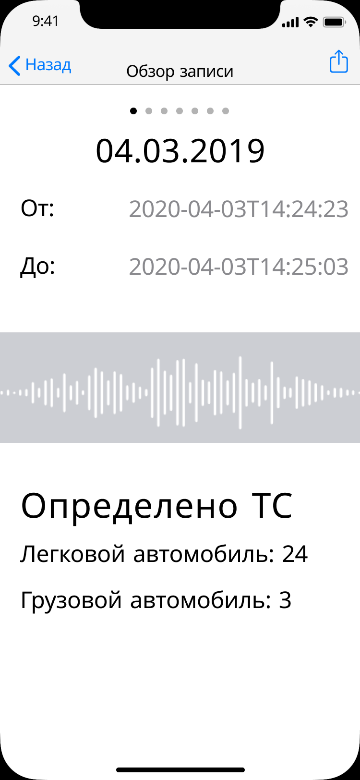 9:41
Назад
Обзор записи
04.03.2019
От: 2020-04-03T14:24:23
До: 2020-04-03T14:25:03
Определено ТС
Легковой автомобиль: 24
Грузовой автомобиль: 3